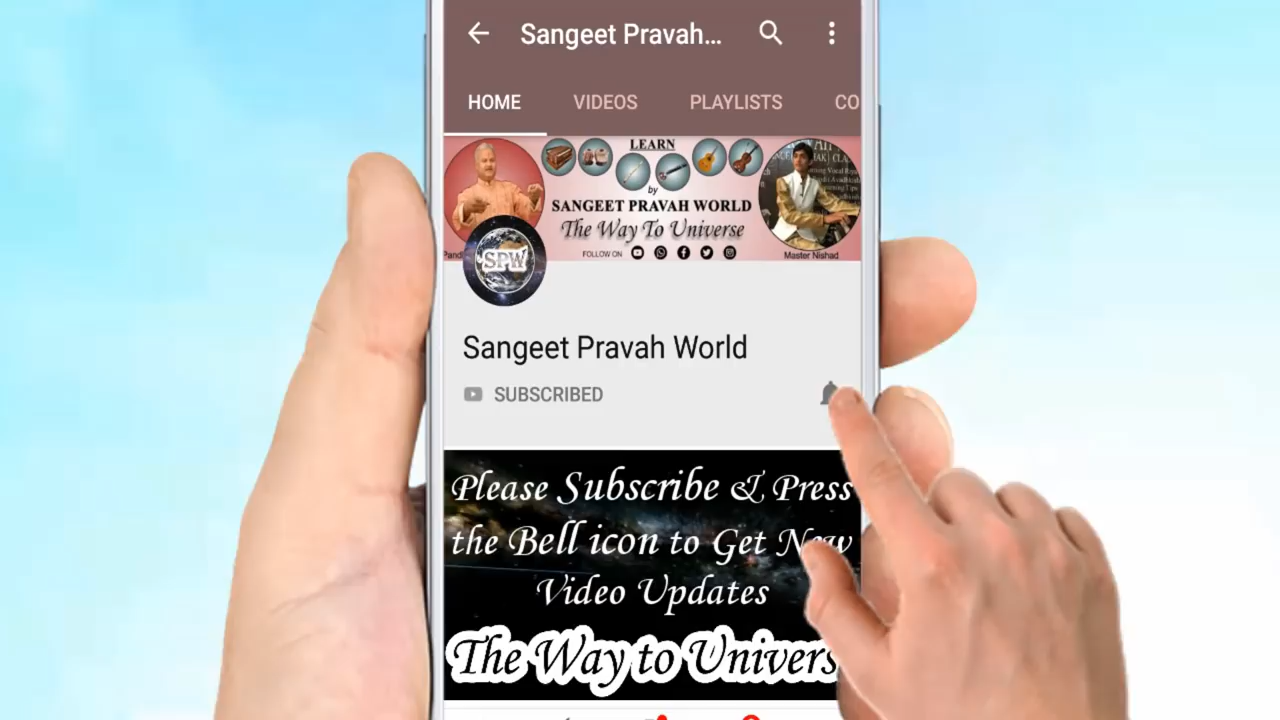 Sangeet Pravah...
HOME VIDEOS PLAYLISTS CO
LEARN
by
SANGEET PRAVAH WORLD
The Way To Universe
FOLLOW ON
Master Nishad
SPW
Sangeet Pravah World
SUBSCRIBED
Please Subscribe & Press
the Bell icon to Get New
Video Updates
The Way to Univers